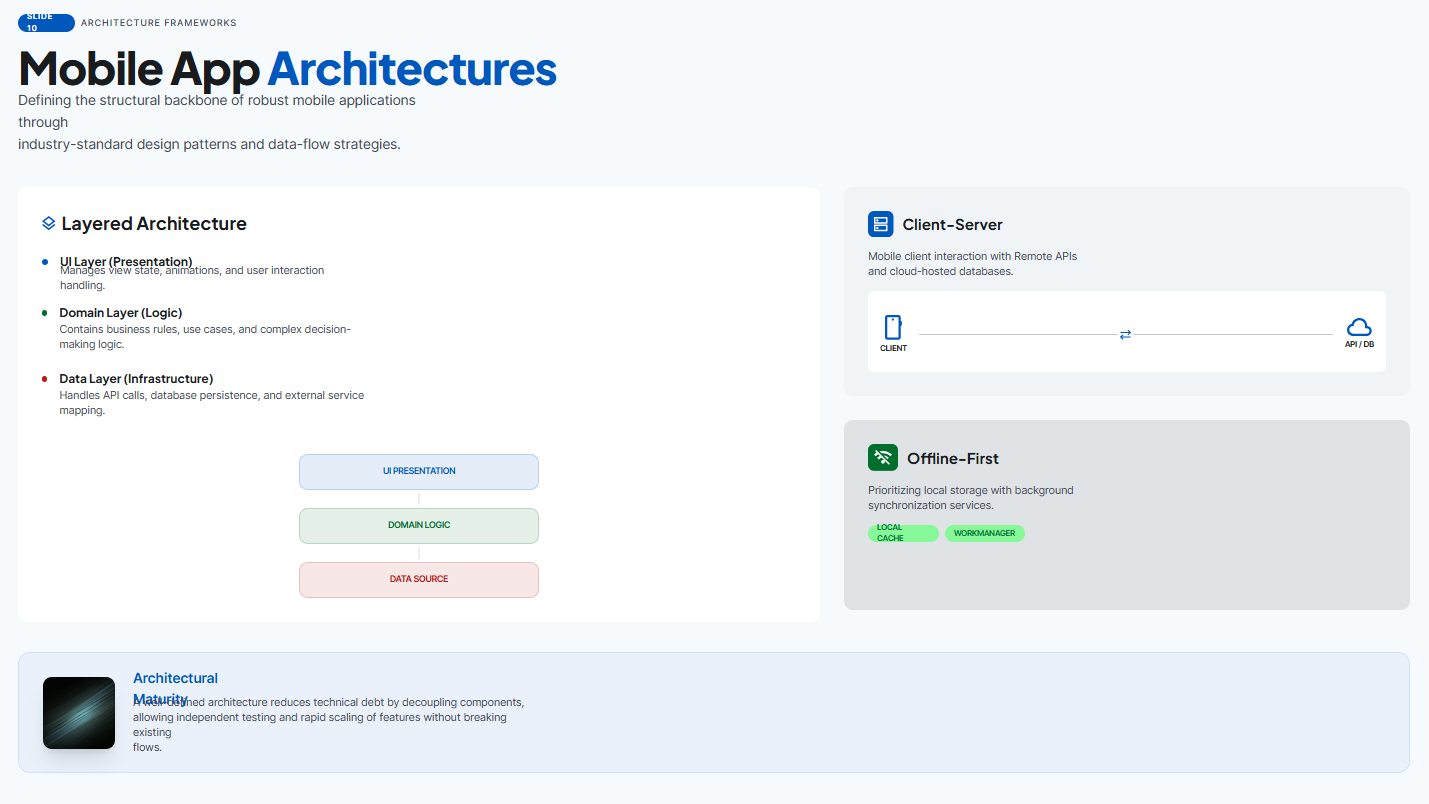 SLIDE
10
ARCHITECTURE FRAMEWORKS
Mobile App Architectures
Defining the structural backbone of robust mobile applications
through
industry-standard design patterns and data-flow strategies.
Layered Architecture
UI Layer (Presentation)
Manages view state, animations, and user interaction
handling.
Domain Layer (Logic)
Contains business rules, use cases, and complex decision-
making logic.
Data Layer (Infrastructure)
Handles API calls, database persistence, and external service
mapping.
UI PRESENTATION
DOMAIN LOGIC
DATA SOURCE
Client-Server
Mobile client interaction with Remote APIs
and cloud-hosted databases.
CLIENT
API / DB
Offline-First
Prioritizing local storage with background
synchronization services.
LOCAL
CACHE
WORKMANAGER
Architectural
Maturity
A well-defined architecture reduces technical debt by decoupling components,
allowing independent testing and rapid scaling of features without breaking
existing
flows.